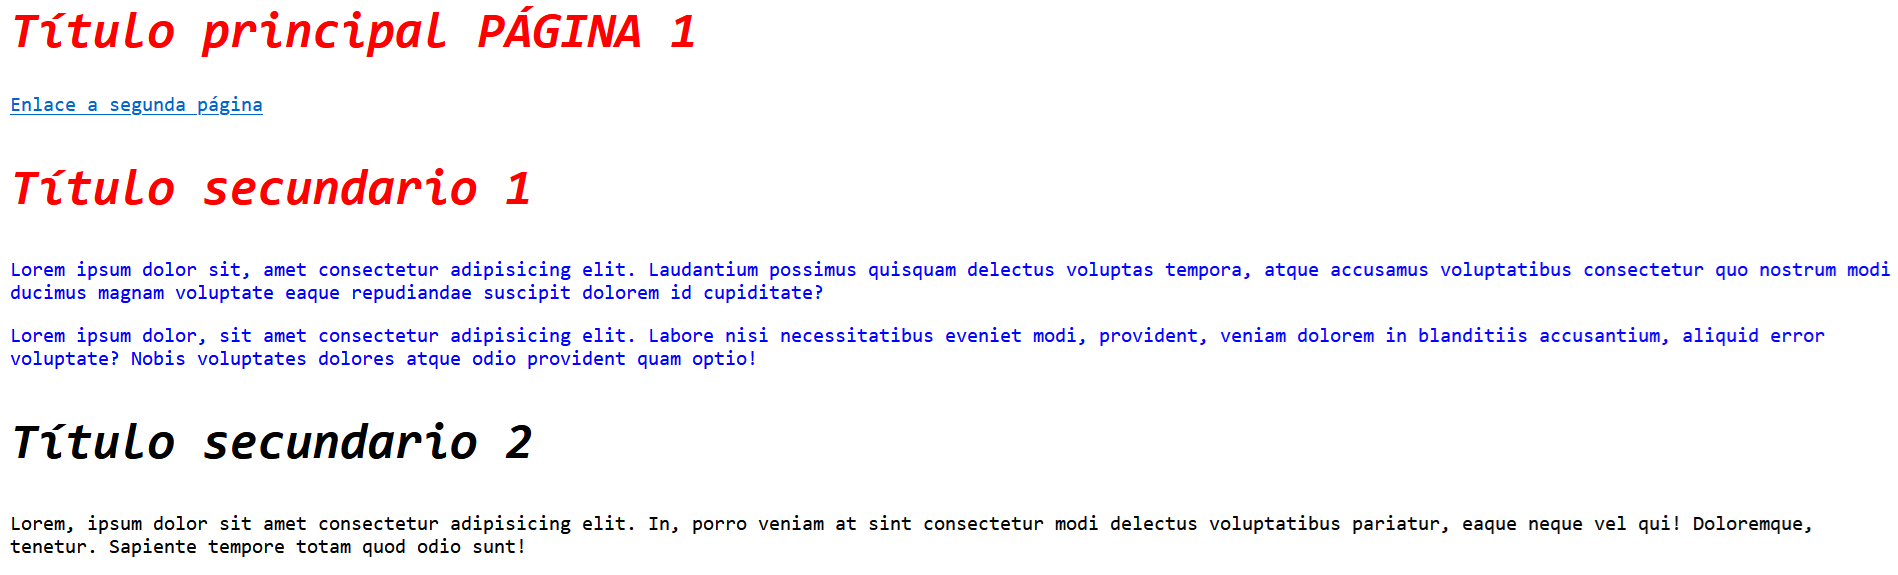 Título principal PÁGINA 1
Enlace a segunda página
Título secundario 1
Lorem ipsum dolor sit, amet consectetur adipisicing elit. Laudantium possimus quisquam delectus voluptas tempora, atque accusamus voluptatibus consectetur quo nostrum modi
ducimus magnam voluptate eaque repudiandae suscipit dolorem id cupiditate?
Lorem ipsum dolor, sit amet consectetur adipisicing elit. Labore nisi necessitatibus eveniet modi, provident, veniam dolorem in blanditiis accusantium, aliquid error
voluptate? Nobis voluptates dolores atque odio provident quam optio!
Título secundario 2
Lorem, ipsum dolor sit amet consectetur adipisicing elit. In, porro veniam at sint consectetur modi delectus voluptatibus pariatur, eaque neque vel qui! Doloremque,
tenetur. Sapiente tempore totam quod odio sunt!